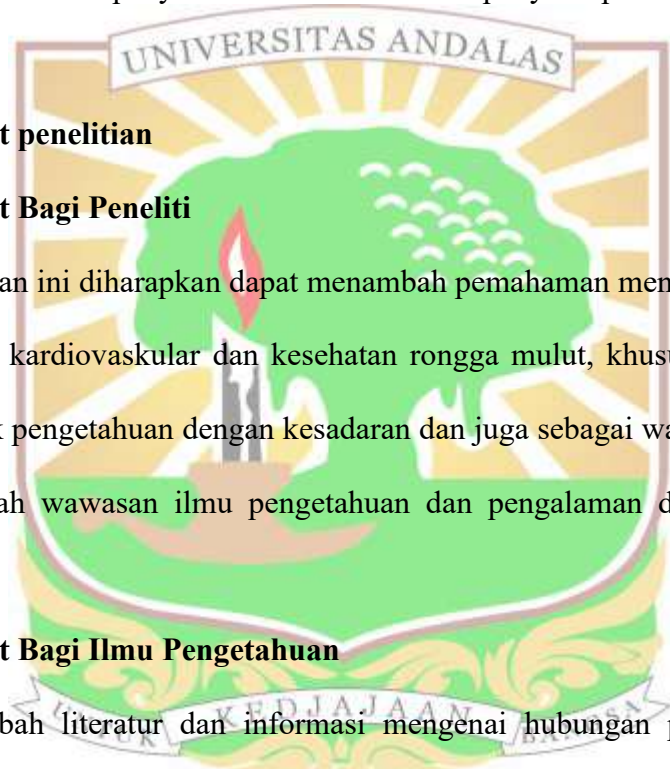 UNIVERSITAS ANDALAS
t penelitian
t Bagi Peneliti
an ini diharapkan dapat menambah pemahaman men
kardiovaskular dan kesehatan rongga mulut, khusu
pengetahuan dengan kesadaran dan juga sebagai wa
ah wawasan ilmu pengetahuan dan pengalaman d
t Bagi Ilmu Pengetahuan
bah literatur dan informasi mengenai hubungan p
UNTUK KEDJAJAAN BANGSA